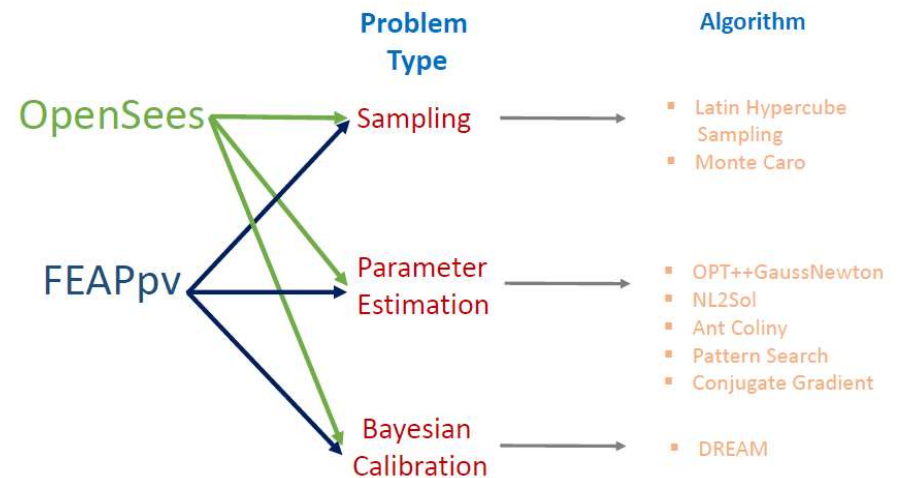 Problem
Type
Algorithm
OpenSees
Sampling
▪ Latin Hypercube
Sampling
▪ Monte Caro
FEAPpv
Parameter
Estimation
▪ OPT++GaussNewton
▪ NL2Sol
▪ Ant Coliny
▪ Pattern Search
▪ Conjugate Gradient
Bayesian
Calibration
▪ DREAM